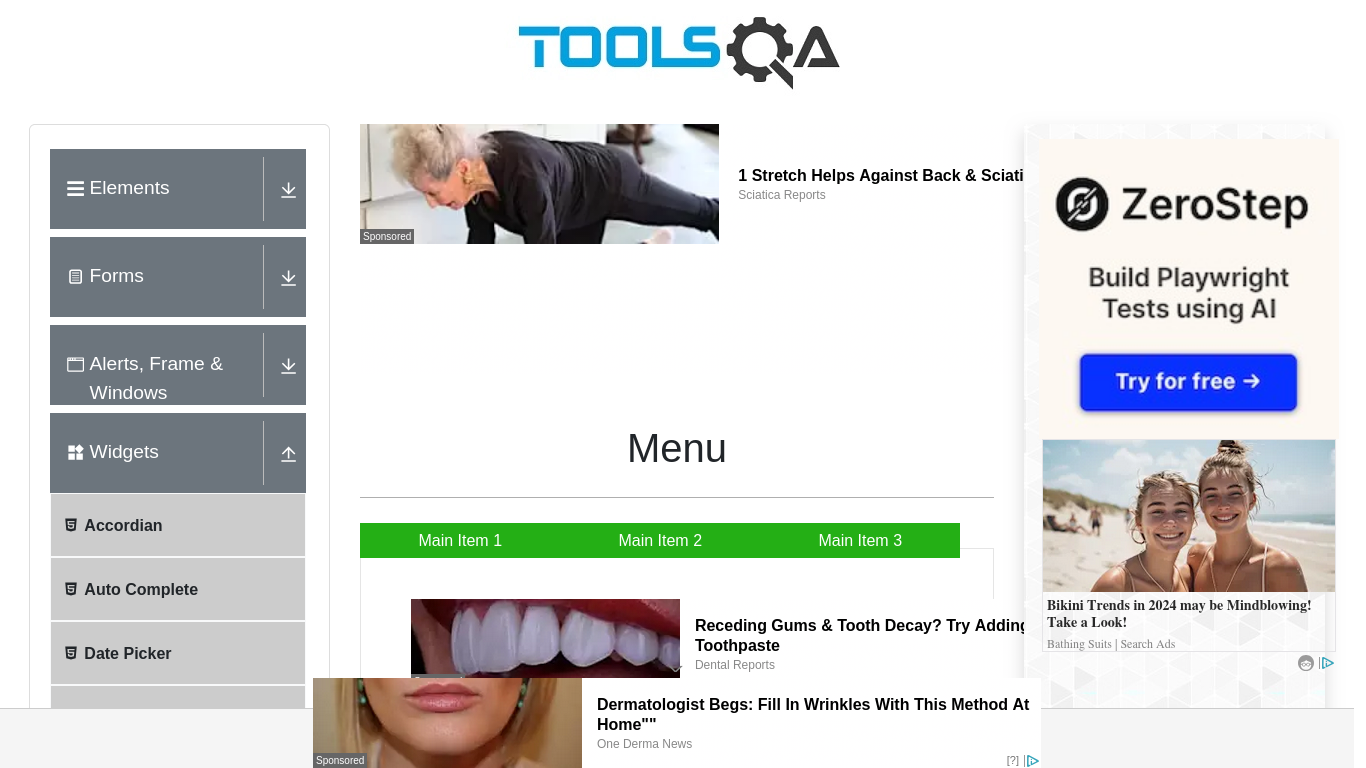 TOOLSQA
Elements
Forms
Alerts, Frame &
Windows
Widgets
Accordian
Auto Complete
Date Picker
Sponsored
1 Stretch Helps Against Back & Sciati
Sciatica Reports
Menu
Main Item 1
Main Item 2
Main Item 3
Receding Gums & Tooth Decay? Try Adding
Toothpaste
Dental Reports
Sponsored
Dermatologist Begs: Fill In Wrinkles With This Method At
Home""
One Derma News
[?]
ZeroStep
Build Playwright
Tests using AI
Try for free →
Bikini Trends in 2024 may be Mindblowing!
Take a Look!
Bathing Suits | Search Ads